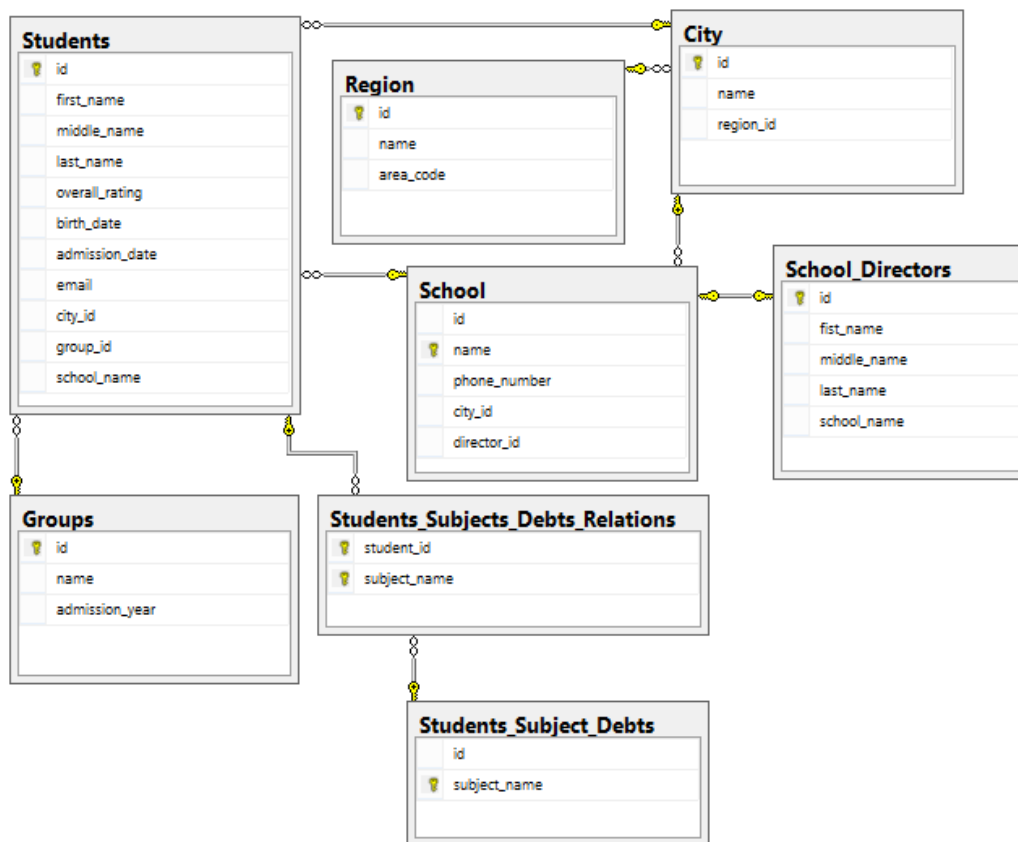 Students
id
first_name
middle_name
last_name
overall_rating
birth_date
admission_date
email
city_id
group_id
school_name
Region
id
name
area_code
City
id
name
region_id
School
id
name
phone_number
city_id
director_id
School_Directors
id
fist_name
middle_name
last_name
school_name
Groups
id
name
admission_year
Students_Subjects_Debts_Relations
student_id
subject_name
Students_Subject_Debts
id
subject_name